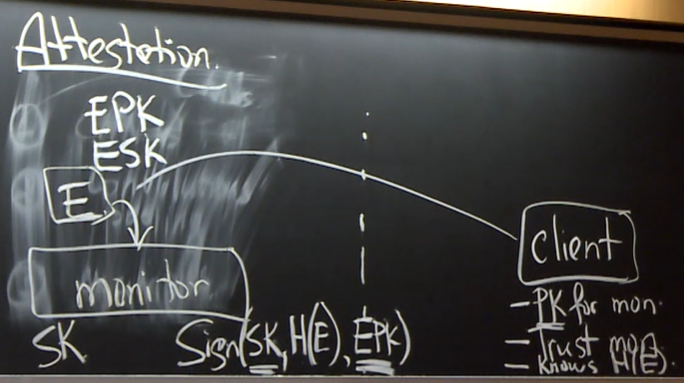 Attestation.
EPK
ESK
E
client
monitor
SK
Sign(SK, H(E), EPK)
- PK for mon.
- Trust mon
- knows H(E).